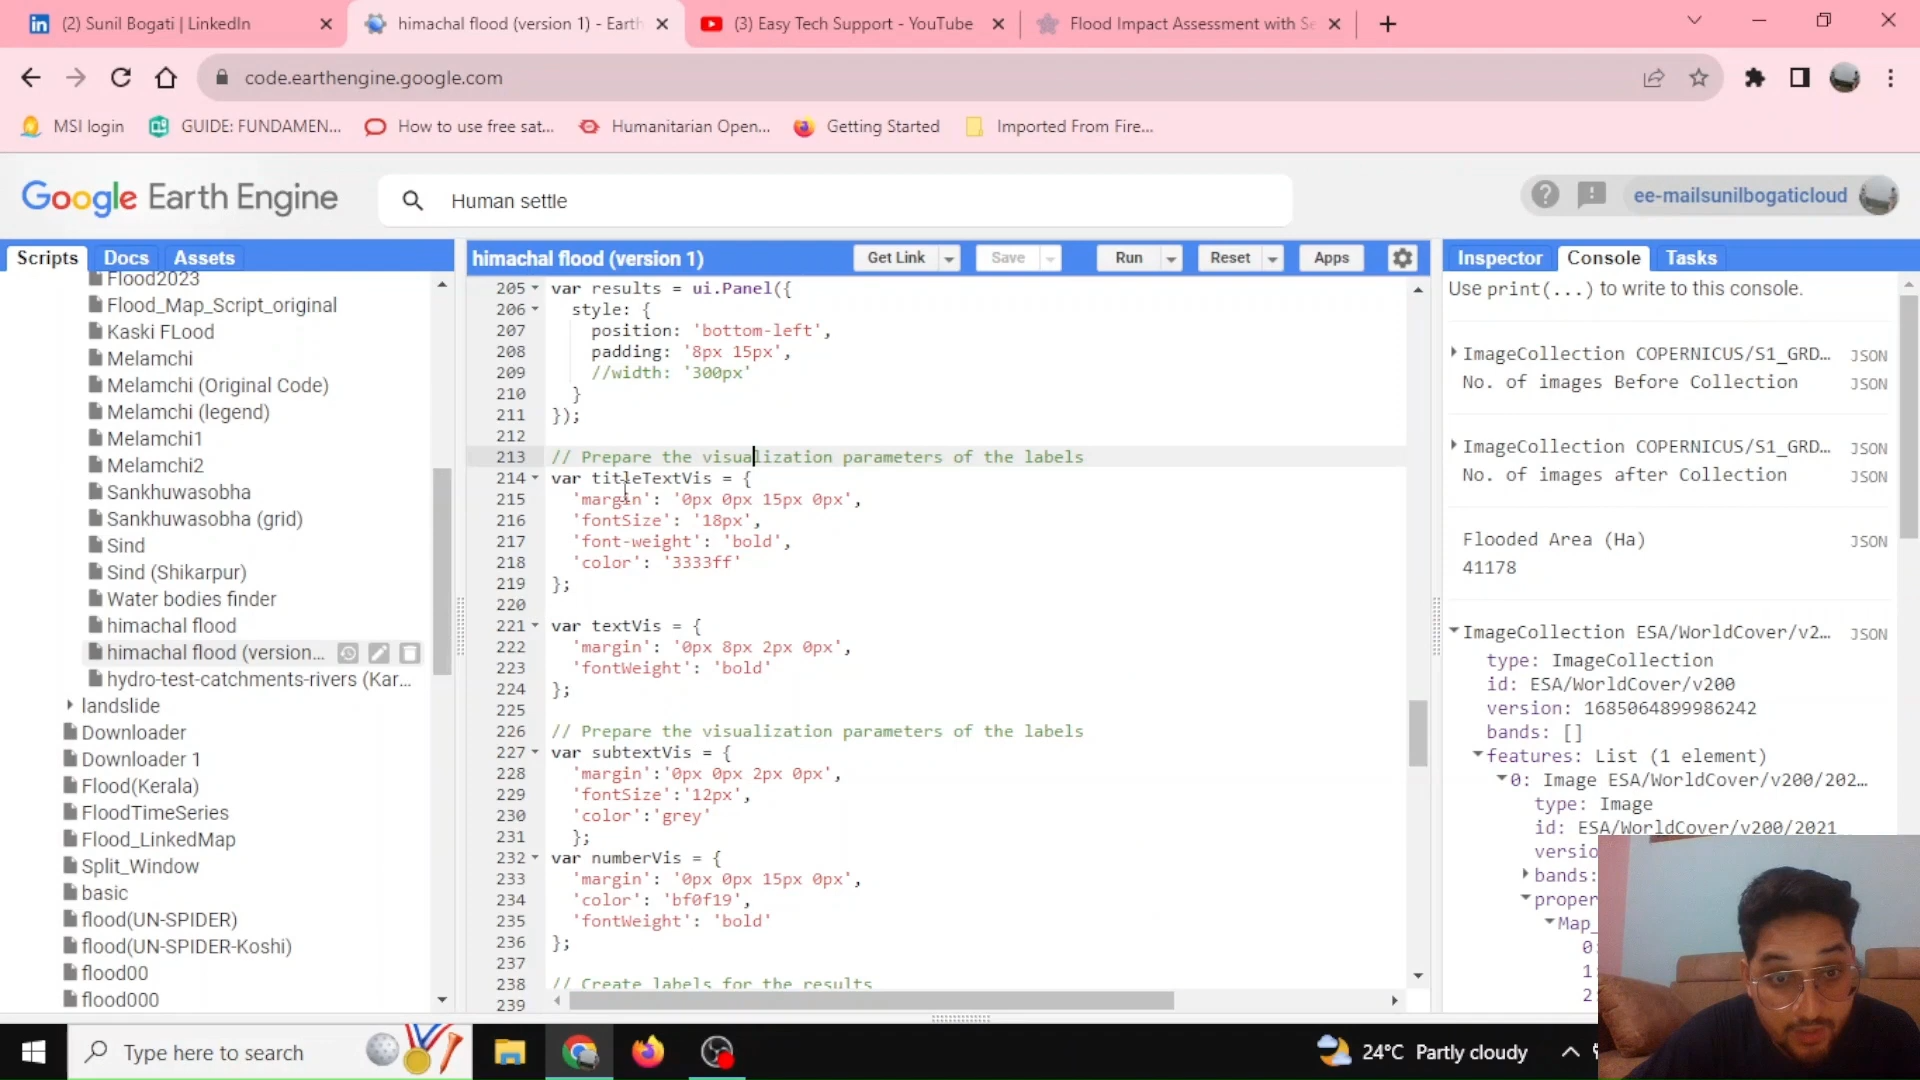 (2) Sunil Bogati | LinkedIn
himachal flood (version 1) - Earth
(3) Easy Tech Support - YouTube
Flood Impact Assessment with Se
code.earthengine.google.com
MSI login
GUIDE: FUNDAMEN...
How to use free sat...
Humanitarian Open...
Getting Started
Imported From Fire...
Google Earth Engine
Human settle
ee-mailsunilbogaticloud
Scripts Docs Assets
Flood2023
Flood_Map_Script_original
Kaski FLood
Melamchi
Melamchi (Original Code)
Melamchi (legend)
Melamchi1
Melamchi2
Sankhuwasobha
Sankhuwasobha (grid)
Sind
Sind (Shikarpur)
Water bodies finder
himachal flood
himachal flood (version...
hydro-test-catchments-rivers (Kar...
landslide
Downloader
Downloader 1
Flood(Kerala)
FloodTimeSeries
Flood_LinkedMap
Split_Window
basic
flood(UN-SPIDER)
flood(UN-SPIDER-Koshi)
flood00
flood000
himachal flood (version 1)
Get Link Save Run Reset Apps
205 var results = ui.Panel({
206 style: {
207 position: 'bottom-left',
208 padding: '8px 15px',
209 //width: '300px'
210 }
211 });
212
213 // Prepare the visualization parameters of the labels
214 var titleTextVis = {
215 'margin': '0px 0px 15px 0px',
216 'fontSize': '18px',
217 'font-weight': 'bold',
218 'color': '3333ff'
219 };
220
221 var textVis = {
222 'margin': '0px 8px 2px 0px',
223 'fontWeight': 'bold'
224 };
225
226 // Prepare the visualization parameters of the labels
227 var subtextVis = {
228 'margin':'0px 0px 2px 0px',
229 'fontSize':'12px',
230 'color':'grey'
231 };
232 var numberVis = {
233 'margin': '0px 0px 15px 0px',
234 'color': 'bf0f19',
235 'fontWeight': 'bold'
236 };
237
238 // Create labels for the results
239
Inspector Console Tasks
Use print(...) to write to this console.
ImageCollection COPERNICUS/S1_GRD... JSON
No. of images Before Collection JSON
ImageCollection COPERNICUS/S1_GRD... JSON
No. of images after Collection JSON
Flooded Area (Ha) JSON
41178
ImageCollection ESA/WorldCover/v2... JSON
type: ImageCollection
id: ESA/WorldCover/v200
version: 1685064899986242
bands: []
features: List (1 element)
0: Image ESA/WorldCover/v200/202...
type: Image
id: ESA/WorldCover/v200/2021
versio
bands:
proper
Map_
0:
1:
2:
Type here to search
24°C Partly cloudy